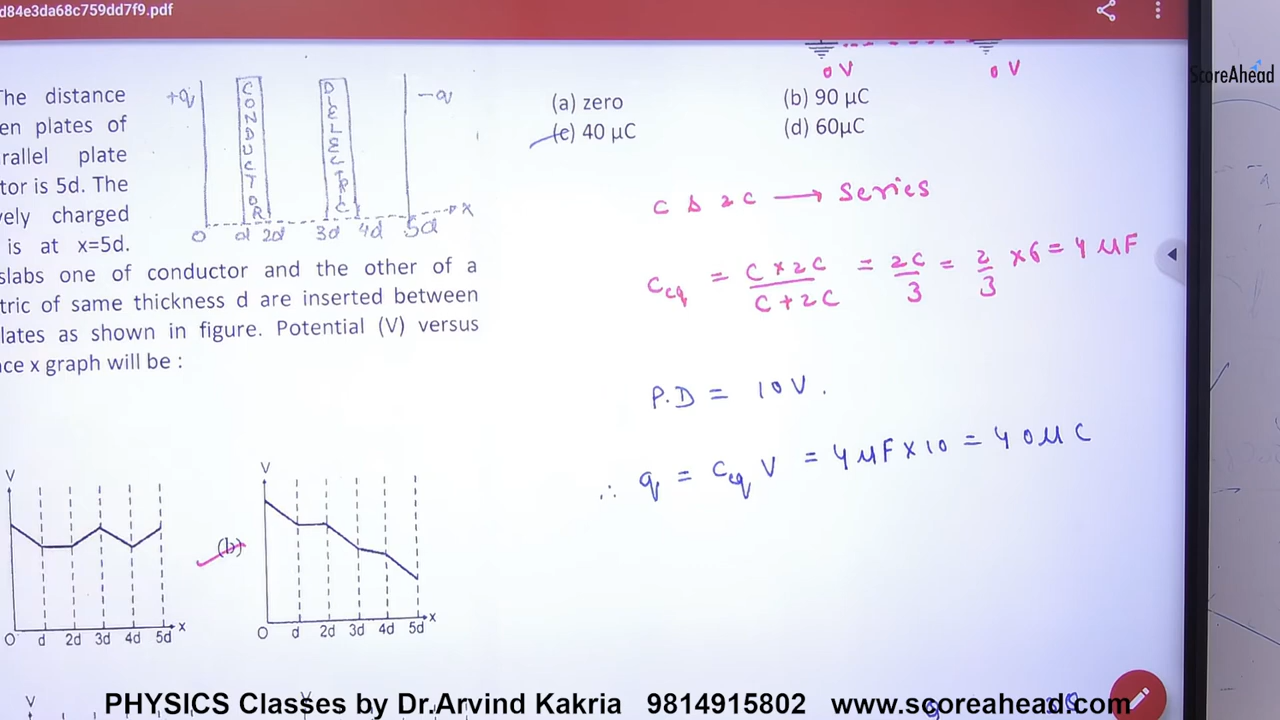 d84e3da68c759dd7f9.pdf
ScoreAhead
0 V 0 V
The distance
en plates of
rallel plate
tor is 5d. The
vely charged
is at x=5d.
slabs one of conductor and the other of a
tric of same thickness d are inserted between
lates as shown in figure. Potential (V) versus
nce x graph will be :
+q CONDUCTOR DIELECTRIC -q
0 d 2d 3d 4d 5d x
V
O d 2d 3d 4d 5d x
(b)
V
O d 2d 3d 4d 5d x
V
(a) zero (b) 90 μC
(c) 40 μC (d) 60μC
C & 2C → Series
Ceq = C × 2C / C + 2C = 2C / 3 = 2 / 3 × 6 = 4 μF
P.D = 10 V.
∴ q = Ceq V = 4 μF × 10 = 40 μC
PHYSICS Classes by Dr.Arvind Kakria 9814915802 www.scoreahead.com